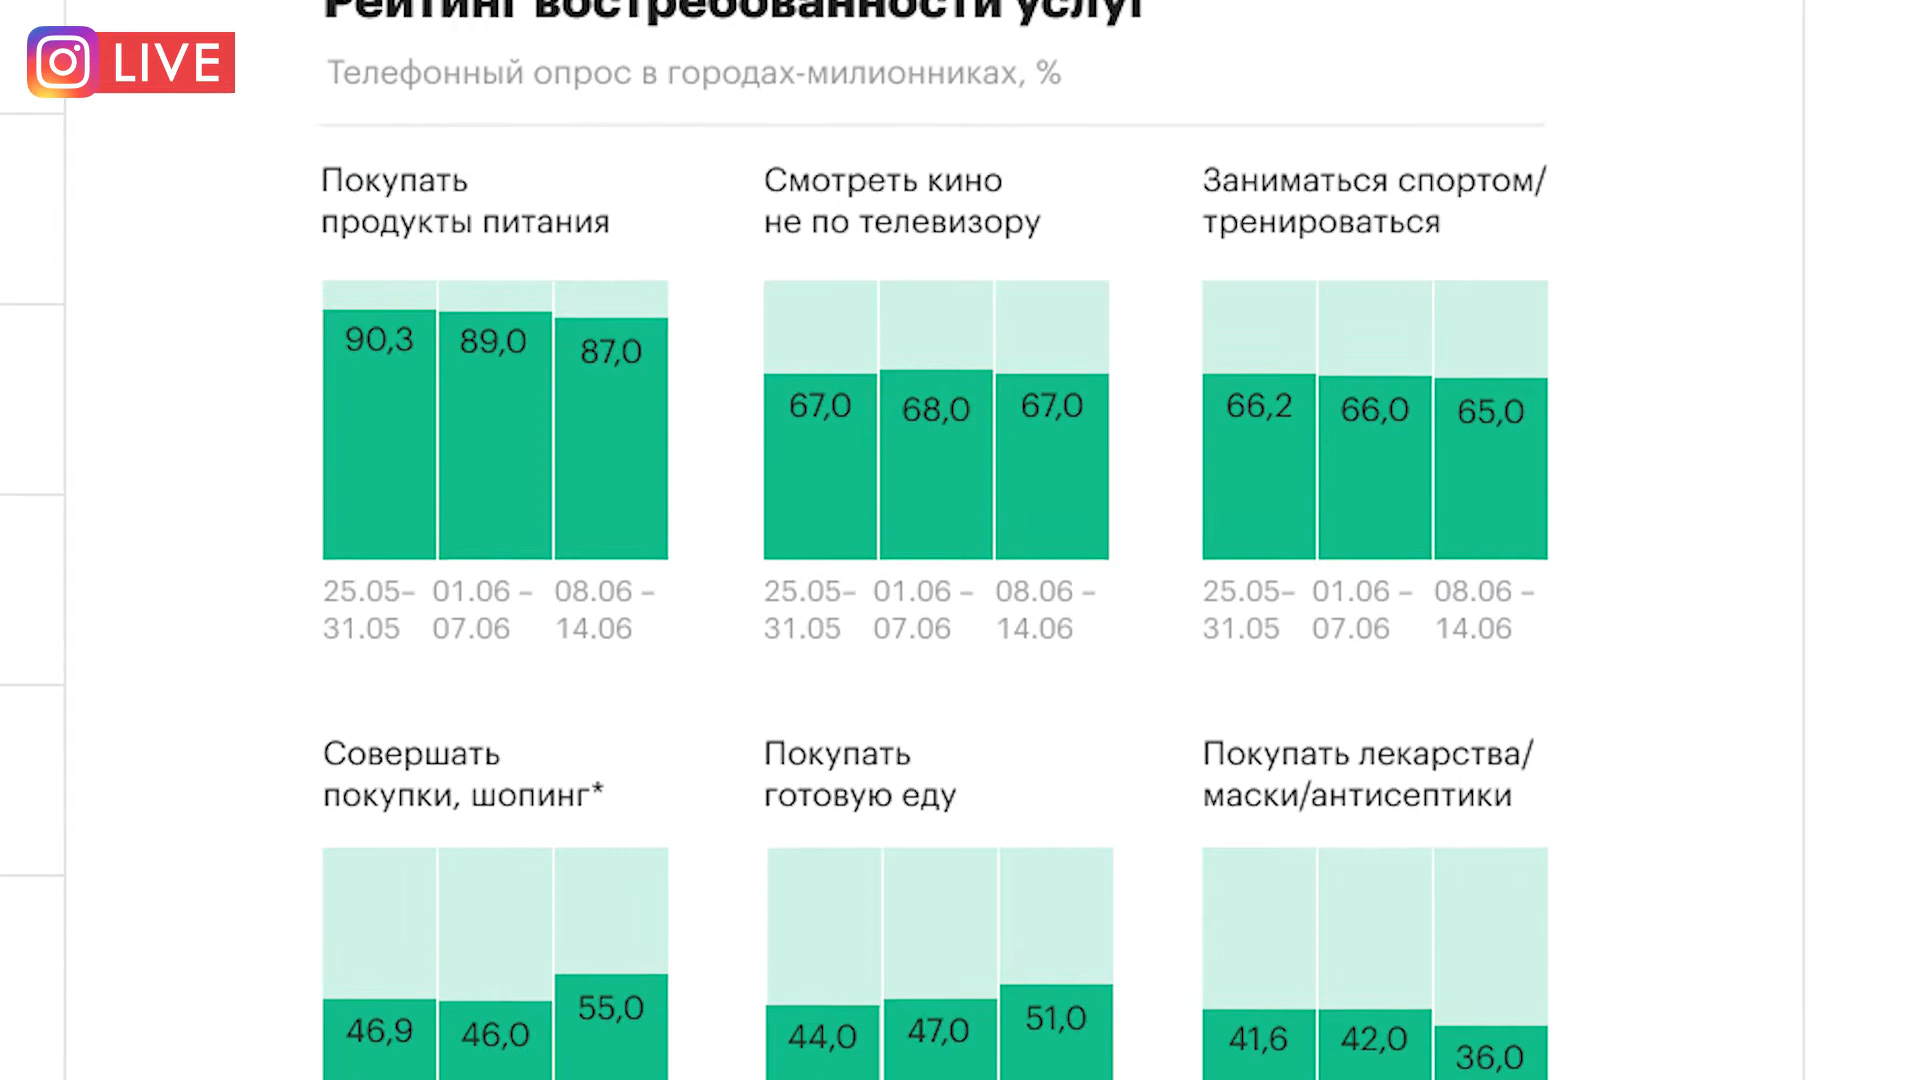 Рейтинг востребованности услуг
LIVE
Телефонный опрос в городах-милионниках, %
Покупать
продукты питания
90,3 89,0 87,0
25.05– 01.06 – 08.06 –
31.05 07.06 14.06
Смотреть кино
не по телевизору
67,0 68,0 67,0
25.05– 01.06 – 08.06 –
31.05 07.06 14.06
Заниматься спортом/
тренироваться
66,2 66,0 65,0
25.05– 01.06 – 08.06 –
31.05 07.06 14.06
Совершать
покупки, шопинг*
46,9 46,0 55,0
Покупать
готовую еду
44,0 47,0 51,0
Покупать лекарства/
маски/антисептики
41,6 42,0 36,0